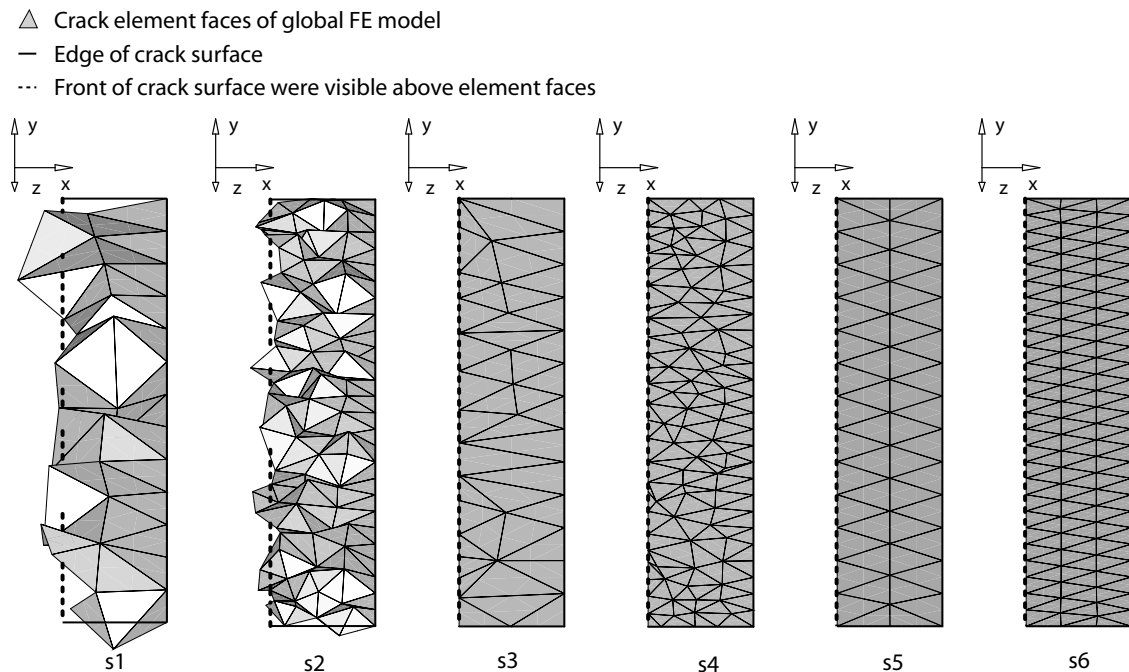 Crack element faces of global FE model
Edge of crack surface
Front of crack surface were visible above element faces
y y y y y y
z x z x z x z x z x z x
s1 s2 s3 s4 s5 s6